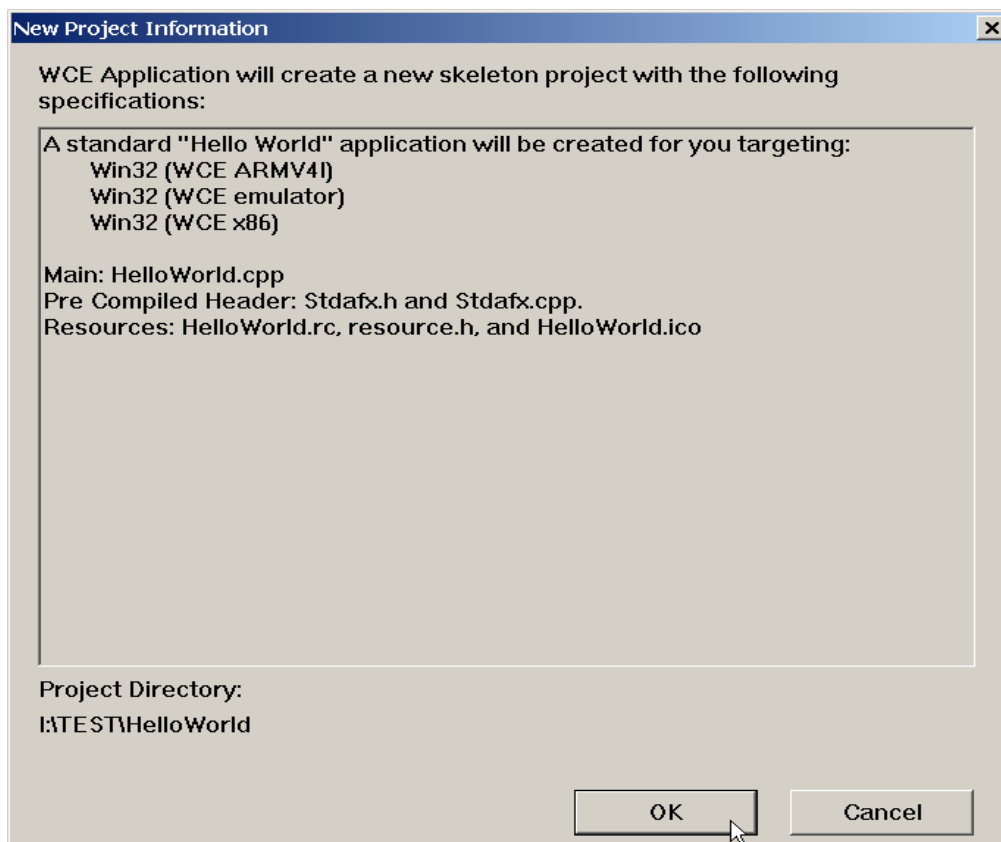 New Project Information
WCE Application will create a new skeleton project with the following
specifications:
A standard "Hello World" application will be created for you targeting:
Win32 (WCE ARMV4I)
Win32 (WCE emulator)
Win32 (WCE x86)
Main: HelloWorld.cpp
Pre Compiled Header: Stdafx.h and Stdafx.cpp.
Resources: HelloWorld.rc, resource.h, and HelloWorld.ico
Project Directory:
I:\TEST\HelloWorld
OK
Cancel